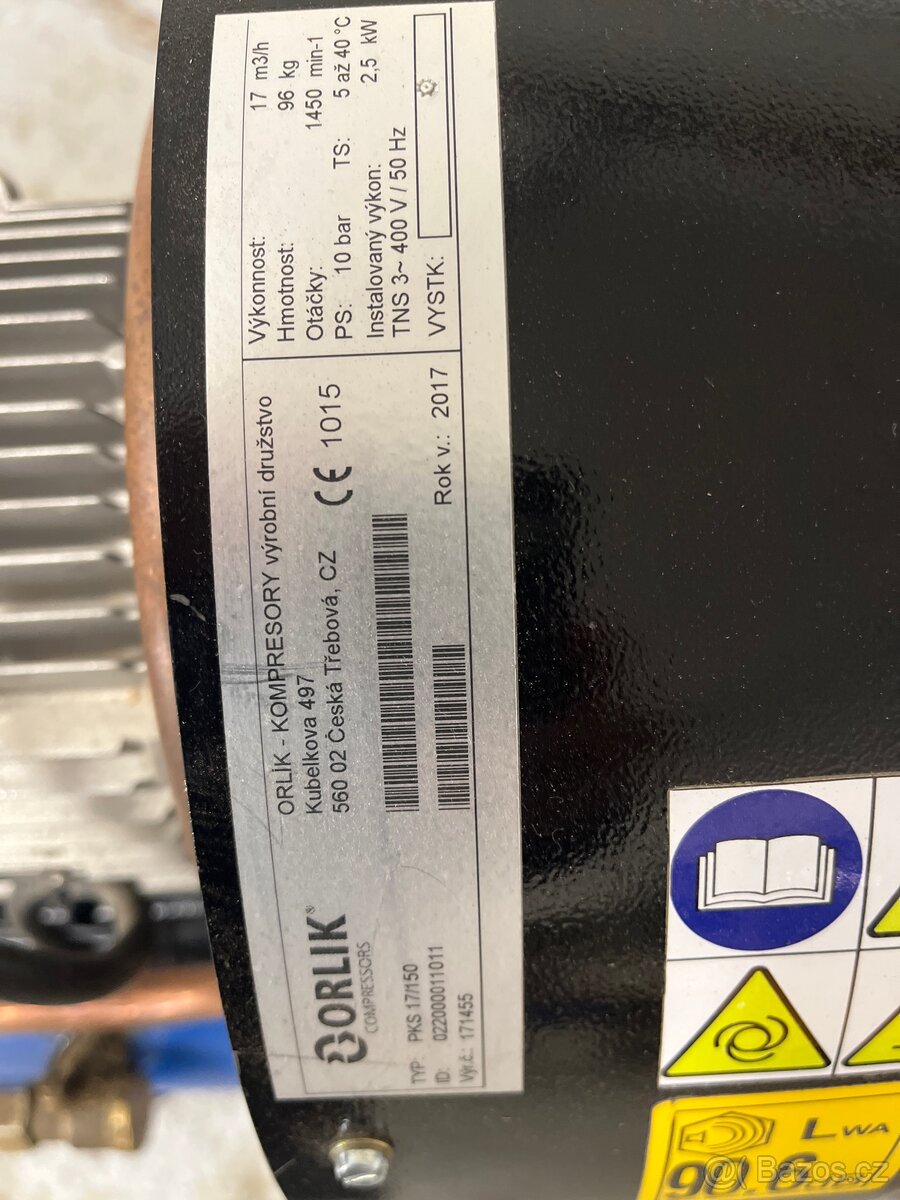 ORLIK®
COMPRESSORS
TYP: PKS 17/150
ID: 022000011011
Výr.č.: 171455
ORLÍK - KOMPRESORY výrobní družstvo
Kubelkova 497
560 02 Česká Třebová, CZ
CE 1015
Rok v.: 2017
Výkonnost: 17 m3/h
Hmotnost: 96 kg
Otáčky: 1450 min-1
PS: 10 bar TS: 5 až 40 °C
Instalovaný výkon: 2,5 kW
TNS 3~ 400 V / 50 Hz
VYSTK:
LWA
@ Bazos.cz